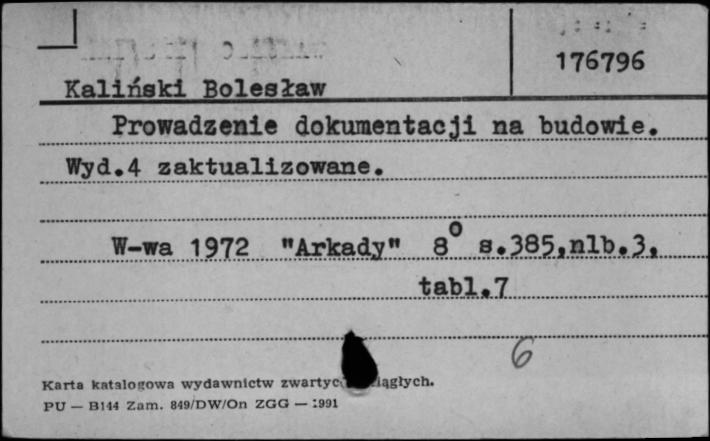 176796
Kaliński Bolesław
Prowadzenie dokumentacji na budowie.
Wyd.4 zaktualizowane.
W-wa 1972 "Arkady" 8° s.385,nlb.3,
tabl.7
6
Karta katalogowa wydawnictw
PU — B144 Zam. 849/DW/On ZGG — 1991